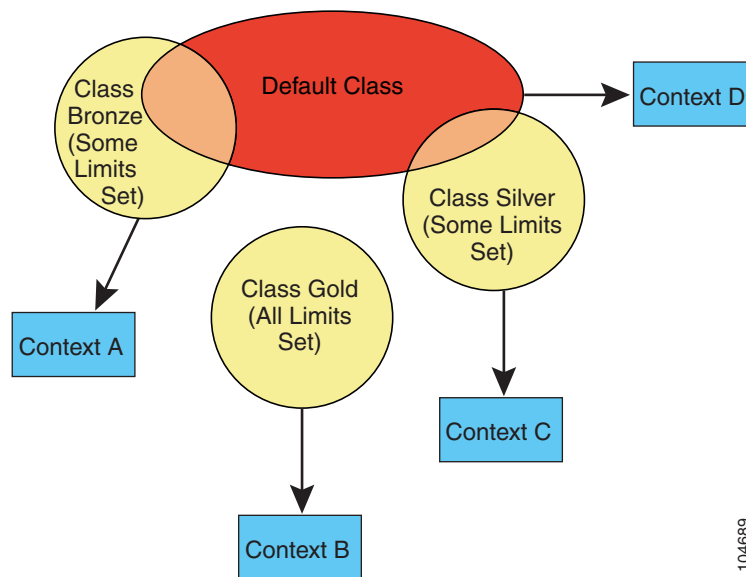 Class
Bronze
(Some
Limits
Set)
Default Class
Context D
Class Silver
(Some Limits
Set)
Class Gold
(All Limits
Set)
Context A
Context C
Context B
104689